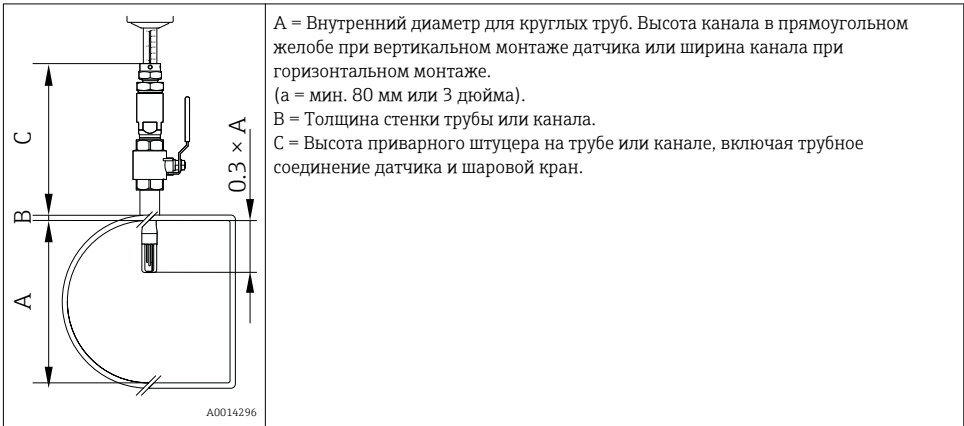 C
B
A
0.3 × A
A0014296
A = Внутренний диаметр для круглых труб. Высота канала в прямоугольном
желобе при вертикальном монтаже датчика или ширина канала при
горизонтальном монтаже.
(a = мин. 80 мм или 3 дюйма).
B = Толщина стенки трубы или канала.
C = Высота приварного штуцера на трубе или канале, включая трубное
соединение датчика и шаровой кран.